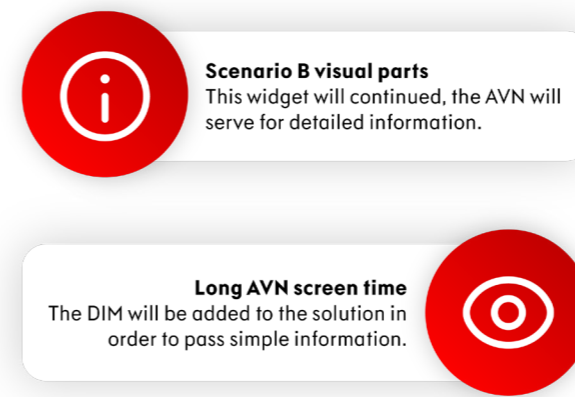 Scenario B visual parts
This widget will continued, the AVN will
serve for detailed information.
Long AVN screen time
The DIM will be added to the solution in
order to pass simple information.